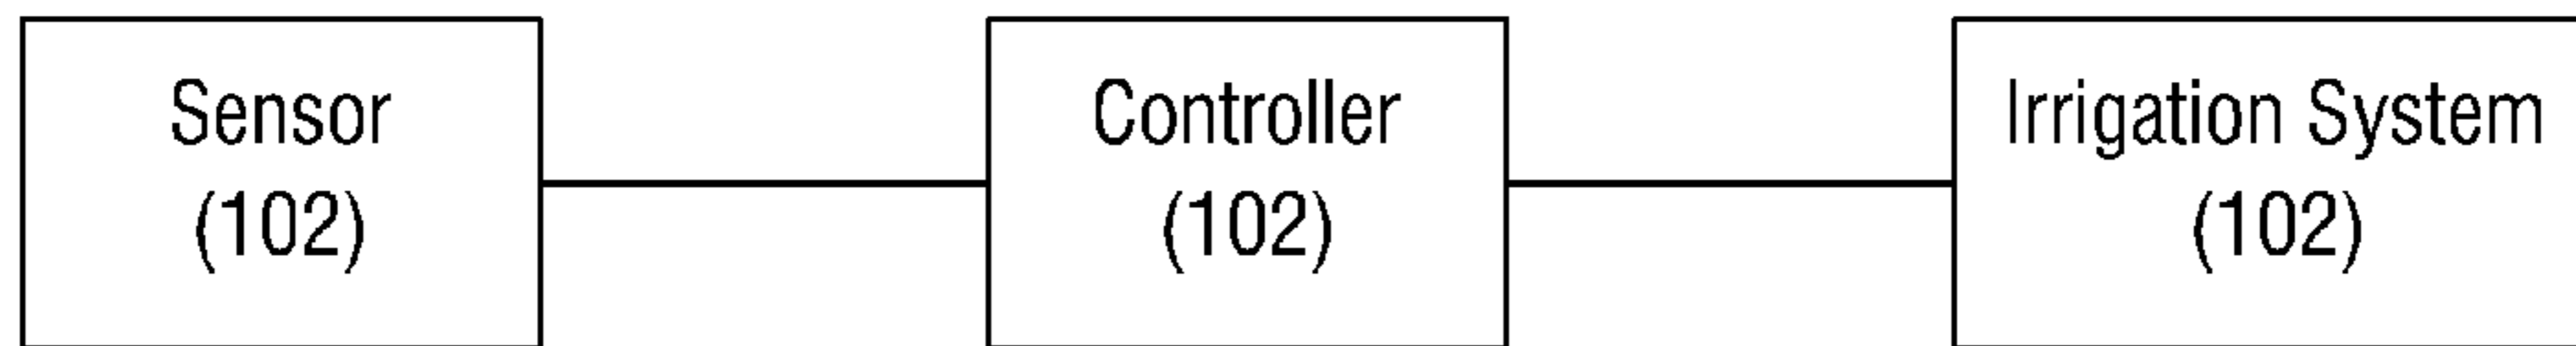 Sensor
(102)
Controller
(102)
Irrigation System
(102)